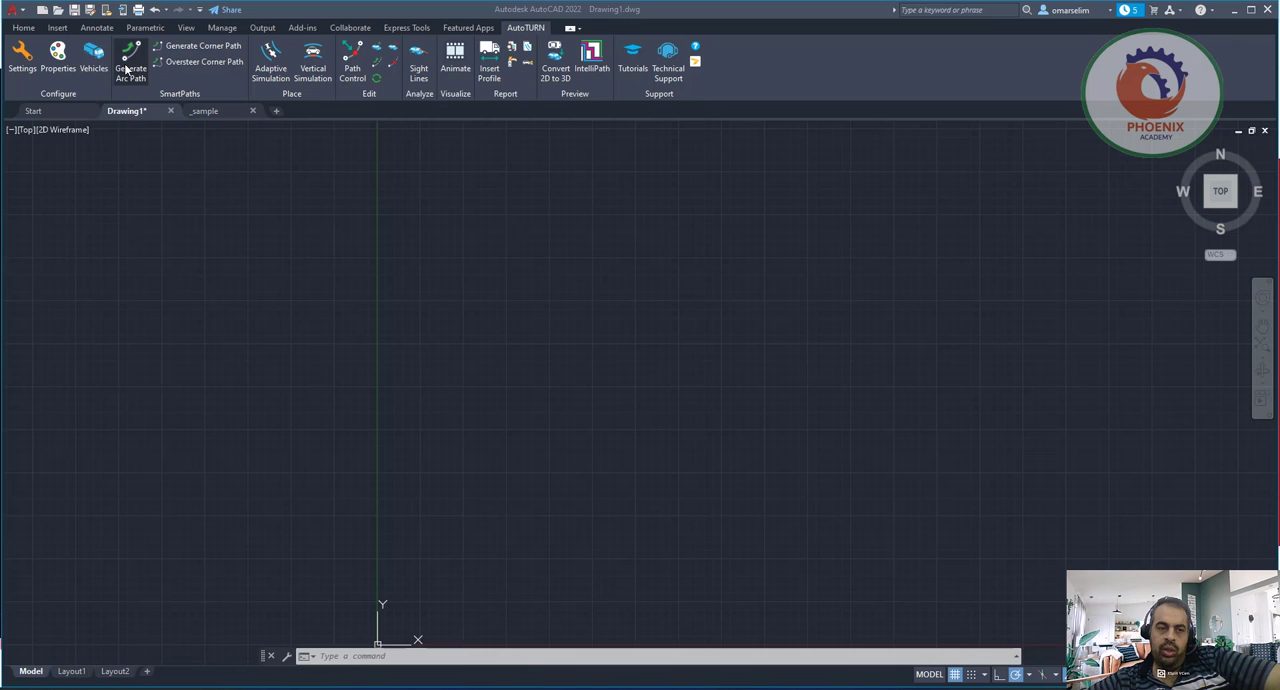 Share
Autodesk AutoCAD 2022 Drawing1.dwg
Type a keyword or phrase
omarselim
5
Home Insert Annotate Parametric View Manage Output Add-ins Collaborate Express Tools Featured Apps AutoTURN
Settings
Properties
Vehicles
Configure
Generate
Arc Path
Generate Corner Path
Oversteer Corner Path
SmartPaths
Adaptive
Simulation
Vertical
Simulation
Place
Path
Control
Edit
Sight
Lines
Analyze
Animate
Visualize
Insert
Profile
Report
Convert
2D to 3D
IntelliPath
Preview
Tutorials
Technical
Support
Support
PHOENIX
ACADEMY
Start Drawing1* _sample
[−][Top][2D Wireframe]
N
W TOP E
S
WCS
Y
X
Type a command
Model Layout1 Layout2
MODEL